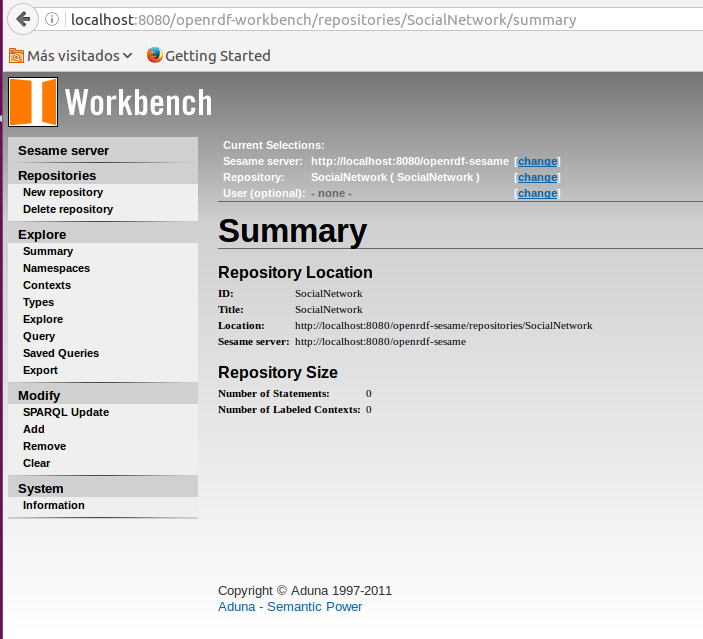 localhost:8080/openrdf-workbench/repositories/SocialNetwork/summary
Más visitados Getting Started
Workbench
Sesame server
Repositories
New repository
Delete repository
Explore
Summary
Namespaces
Contexts
Types
Explore
Query
Saved Queries
Export
Modify
SPARQL Update
Add
Remove
Clear
System
Information
Current Selections:
Sesame server: http://localhost:8080/openrdf-sesame [change]
Repository: SocialNetwork ( SocialNetwork ) [change]
User (optional): - none - [change]
Summary
Repository Location
ID: SocialNetwork
Title: SocialNetwork
Location: http://localhost:8080/openrdf-sesame/repositories/SocialNetwork
Sesame server: http://localhost:8080/openrdf-sesame
Repository Size
Number of Statements: 0
Number of Labeled Contexts: 0
Copyright © Aduna 1997-2011
Aduna - Semantic Power